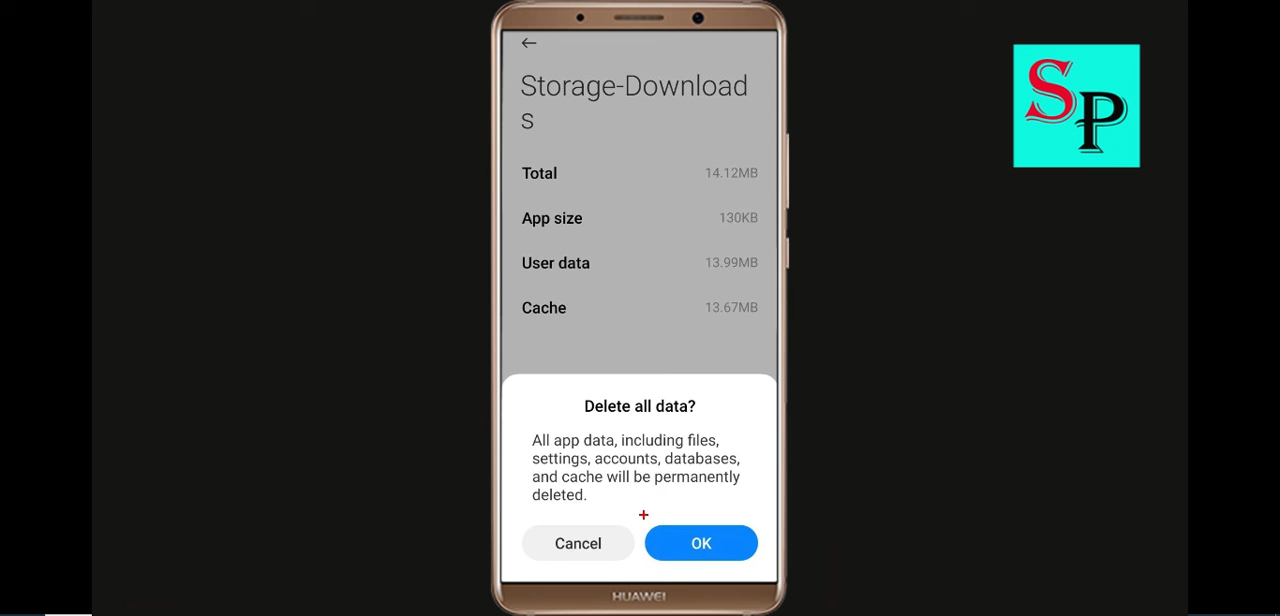 SP
Storage-Download
s
Total 14.12MB
App size 130KB
User data 13.99MB
Cache 13.67MB
Delete all data?
All app data, including files,
settings, accounts, databases,
and cache will be permanently
deleted.
Cancel OK
HUAWEI